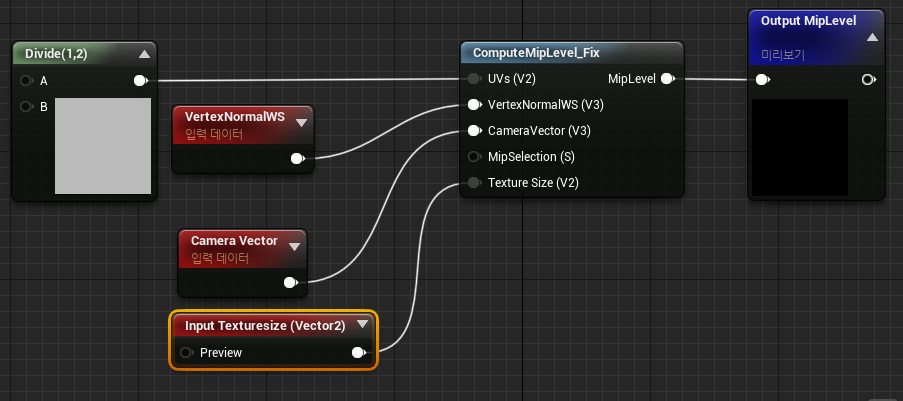 Divide(1,2)
A
B
VertexNormalWS
입력 데이터
Camera Vector
입력 데이터
Input Texturesize (Vector2)
Preview
ComputeMipLevel_Fix
UVs (V2)
MipLevel
VertexNormalWS (V3)
CameraVector (V3)
MipSelection (S)
Texture Size (V2)
Output MipLevel
미리보기